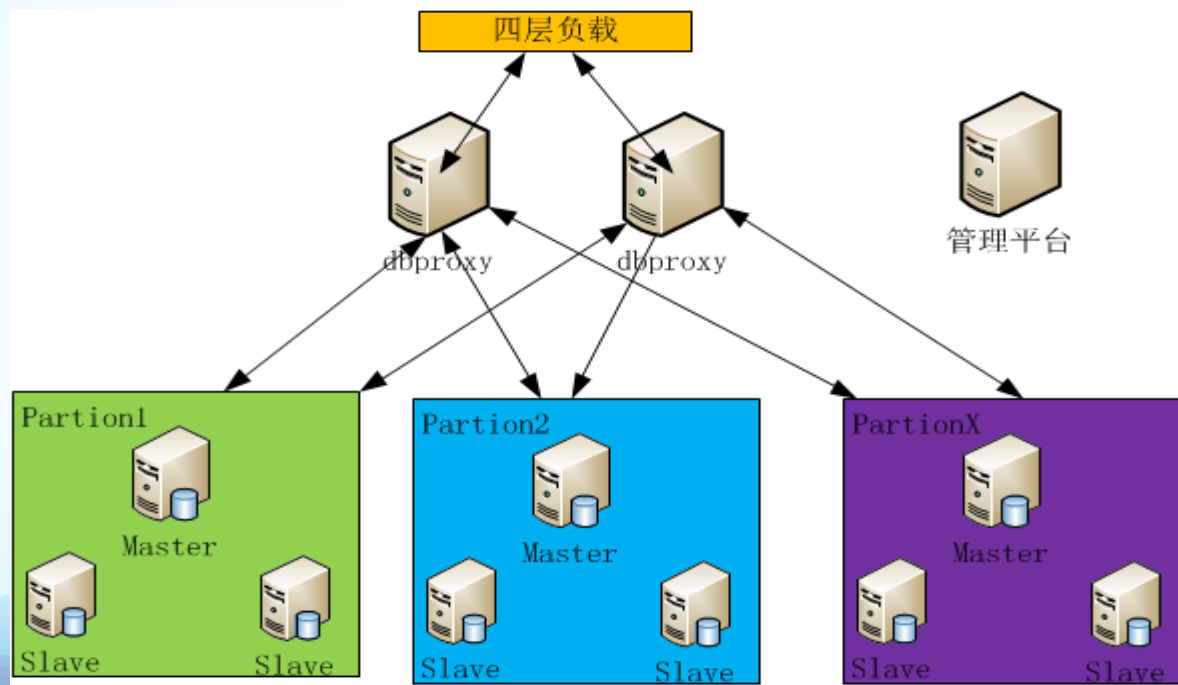 四层负载
管理平台
dbproxy
dbproxy
Partion1
Master
Slave
Slave
Partion2
Master
Slave
Slave
PartionX
Master
Slave
Slave